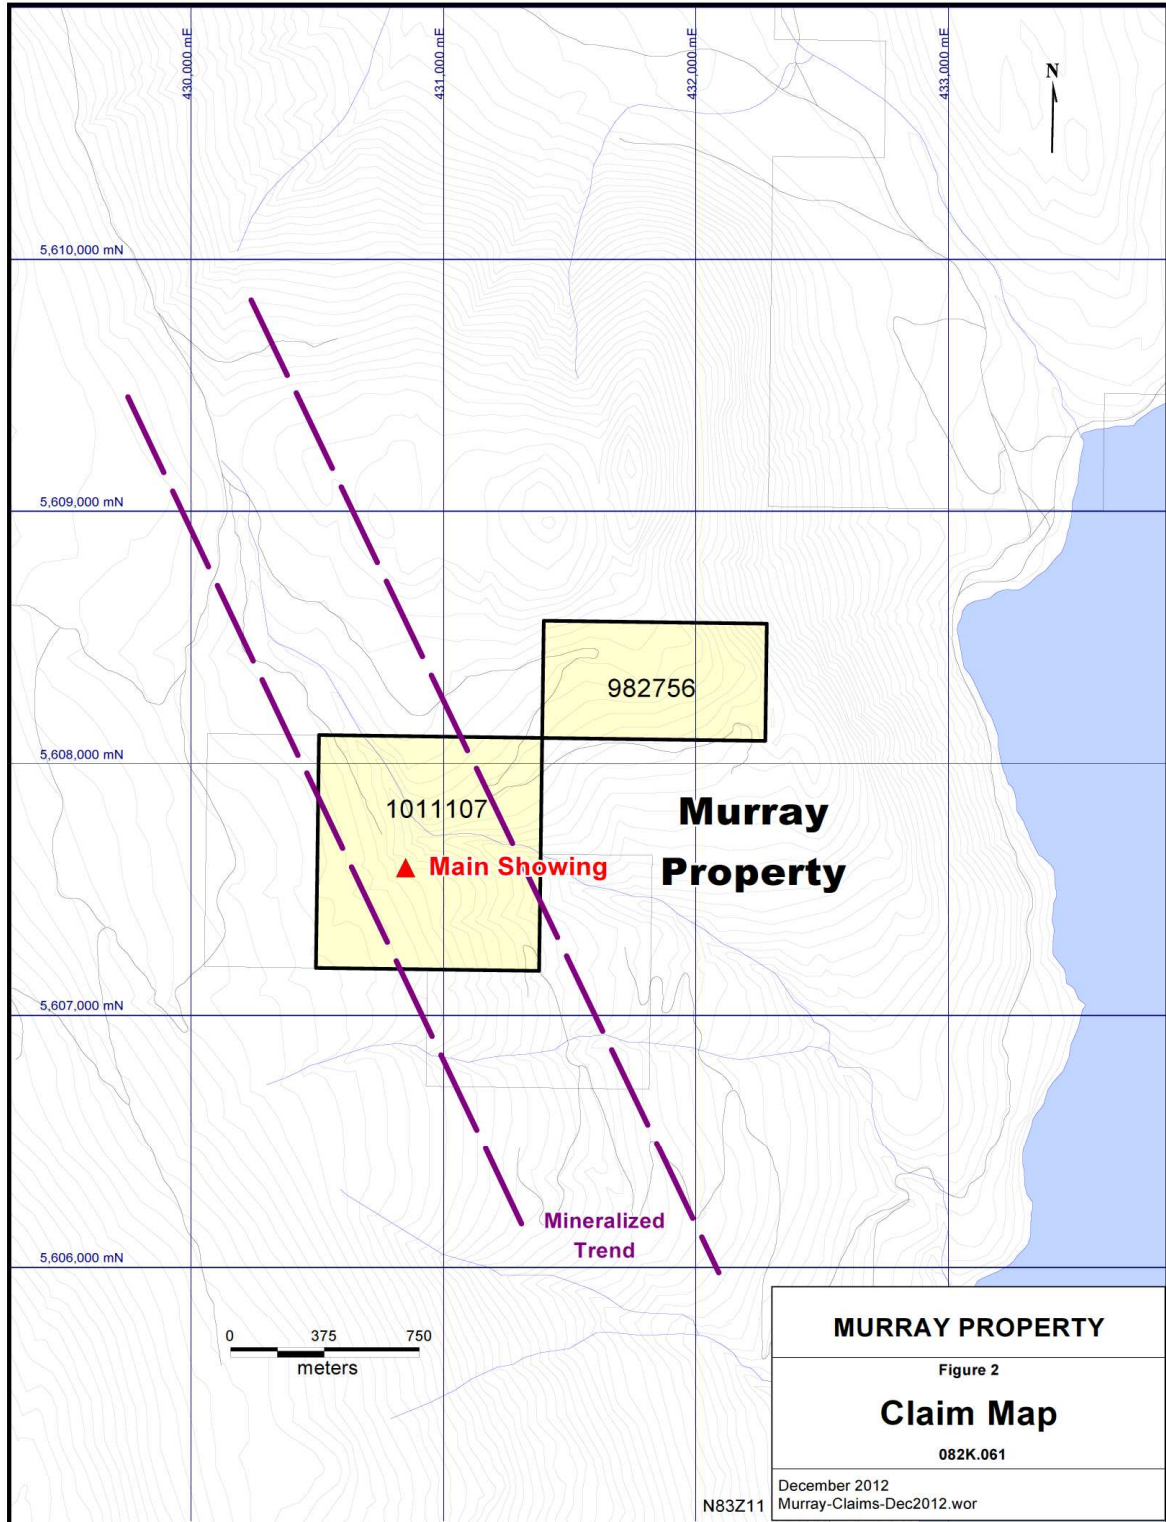 430,000 mE
431,000 mE
432,000 mE
433,000 mE
N
5,610,000 mN
5,609,000 mN
982756
5,608,000 mN
1011107
Murray
Property
Main Showing
5,607,000 mN
Mineralized
Trend
5,606,000 mN
0 375 750
meters
MURRAY PROPERTY
Figure 2
Claim Map
082K.061
December 2012
N83Z11
Murray-Claims-Dec2012.wor